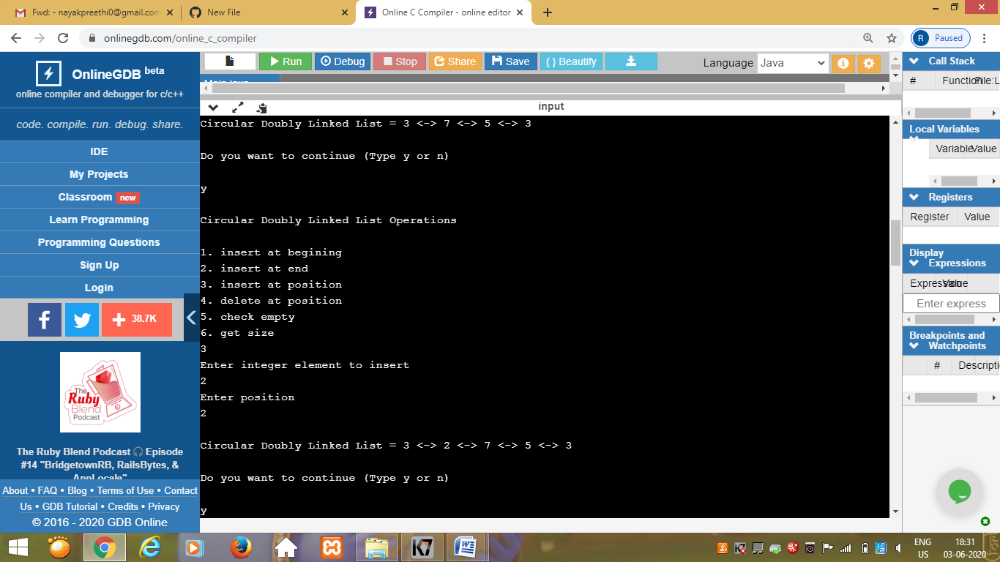 Fwd: - nayakpreethi0@gmail.com
New File
Online C Compiler - online editor
onlinegdb.com/online_c_compiler
R Paused
OnlineGDB beta
online compiler and debugger for c/c++
code. compile. run. debug. share.
IDE
My Projects
Classroom new
Learn Programming
Programming Questions
Sign Up
Login
38.7K
The Ruby Blend Podcast
The Ruby Blend Podcast 🎧 Episode
#14 "BridgetownRB, RailsBytes, &
AppLocale"
About • FAQ • Blog • Terms of Use • Contact
Us • GDB Tutorial • Credits • Privacy
© 2016 - 2020 GDB Online
Run Debug Stop Share Save { } Beautify
Language Java
Main.java
input
Circular Doubly Linked List = 3 <-> 7 <-> 5 <-> 3
Do you want to continue (Type y or n)
y
Circular Doubly Linked List Operations
1. insert at begining
2. insert at end
3. insert at position
4. delete at position
5. check empty
6. get size
3
Enter integer element to insert
2
Enter position
2
Circular Doubly Linked List = 3 <-> 2 <-> 7 <-> 5 <-> 3
Do you want to continue (Type y or n)
y
Call Stack
# Function File:L
Local Variables
Variable Value
Registers
Register Value
Display
Expressions
Expression Value
Enter express
Breakpoints and
Watchpoints
# Descripti
ENG
US
18:31
03-06-2020